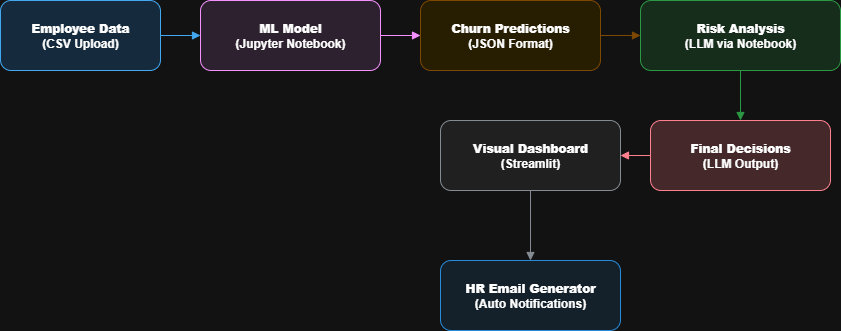 Employee Data
(CSV Upload)
ML Model
(Jupyter Notebook)
Churn Predictions
(JSON Format)
Risk Analysis
(LLM via Notebook)
Visual Dashboard
(Streamlit)
Final Decisions
(LLM Output)
HR Email Generator
(Auto Notifications)